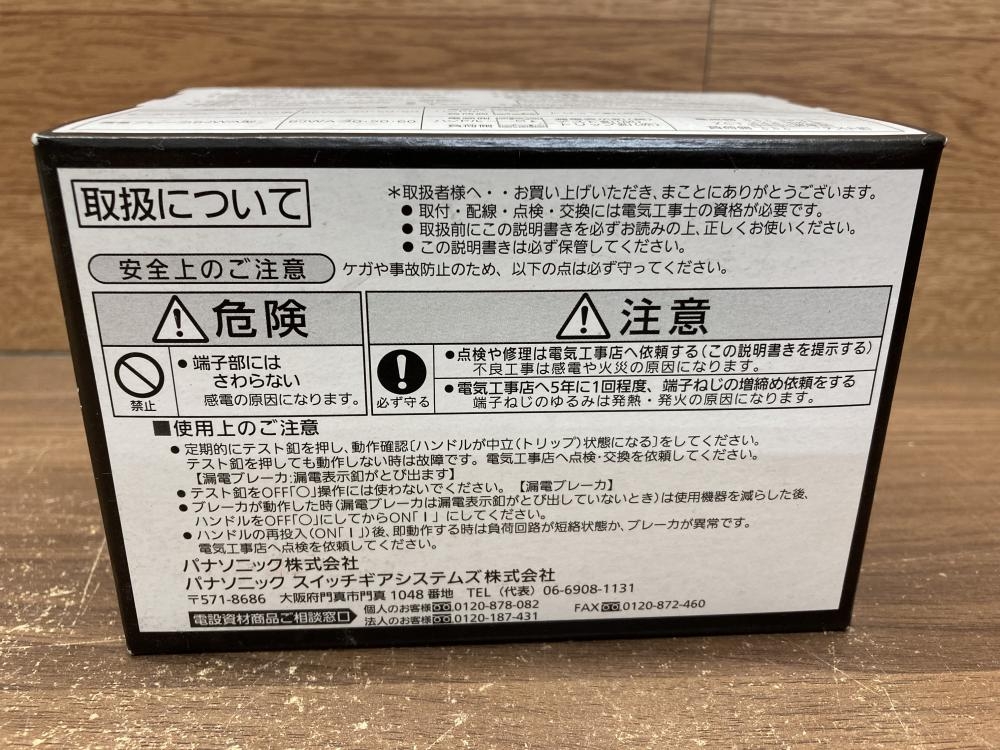 取扱について
＊取扱者様へ・・お買い上げいただき、まことにありがとうございます。
● 取付・配線・点検・交換には電気工事士の資格が必要です。
● 取扱前にこの説明書きを必ずお読みの上、正しくお使いください。
● この説明書きは必ず保管してください。
安全上のご注意
ケガや事故防止のため、以下の点は必ず守ってください。
危険
禁止
● 端子部には
さわらない
感電の原因になります。
注意
必ず守る
● 点検や修理は電気工事店へ依頼する(この説明書きを提示する)
不良工事は感電や火災の原因になります。
● 電気工事店へ5年に1回程度、端子ねじの増締め依頼をする
端子ねじのゆるみは発熱・発火の原因になります。
■使用上のご注意
● 定期的にテスト釦を押し、動作確認〔ハンドルが中立(トリップ)状態になる〕をしてください。
テスト釦を押しても動作しない時は故障です。電気工事店へ点検・交換を依頼してください。
【漏電ブレーカ:漏電表示釦がとび出ます】
● テスト釦をOFF「○」操作には使わないでください。【漏電ブレーカ】
● ブレーカが動作した時(漏電ブレーカは漏電表示釦がとび出していないとき)は使用機器を減らした後、
ハンドルをOFF「○」にしてからON「Ⅰ」にしてください。
● ハンドルの再投入(ON「Ⅰ」)後、即動作する時は負荷回路が短絡状態か、ブレーカが異常です。
電気工事店へ点検を依頼してください。
パナソニック株式会社
パナソニック スイッチギアシステムズ株式会社
〒571-8686 大阪府門真市門真 1048 番地 TEL(代表)06-6908-1131
電設資材商品ご相談窓口
個人のお客様 0120-878-082 FAX 0120-872-460
法人のお客様 0120-187-431